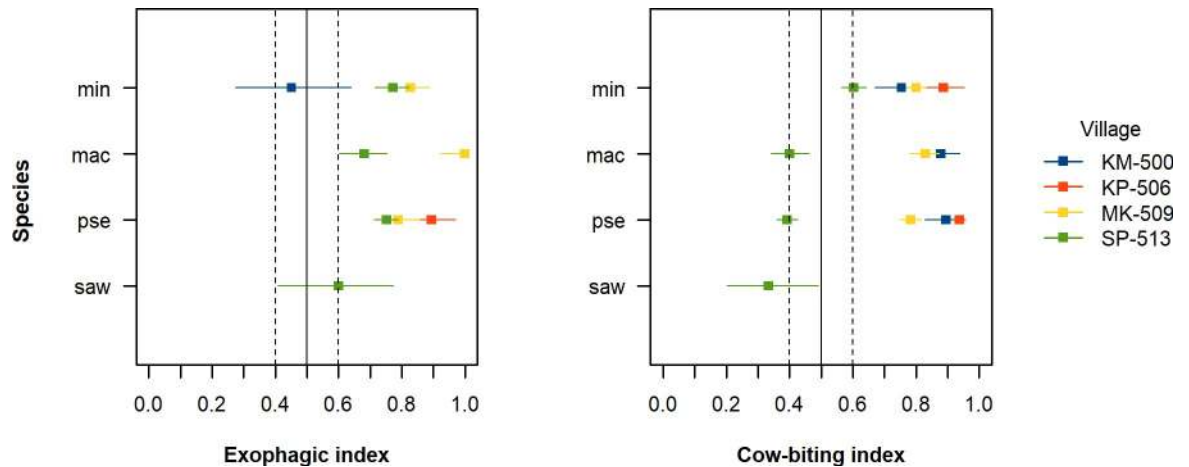 Species
min
mac
pse
saw
0.0 0.2 0.4 0.6 0.8 1.0
Exophagic index
min
mac
pse
saw
0.0 0.2 0.4 0.6 0.8 1.0
Cow-biting index
Village
KM-500
KP-506
MK-509
SP-513